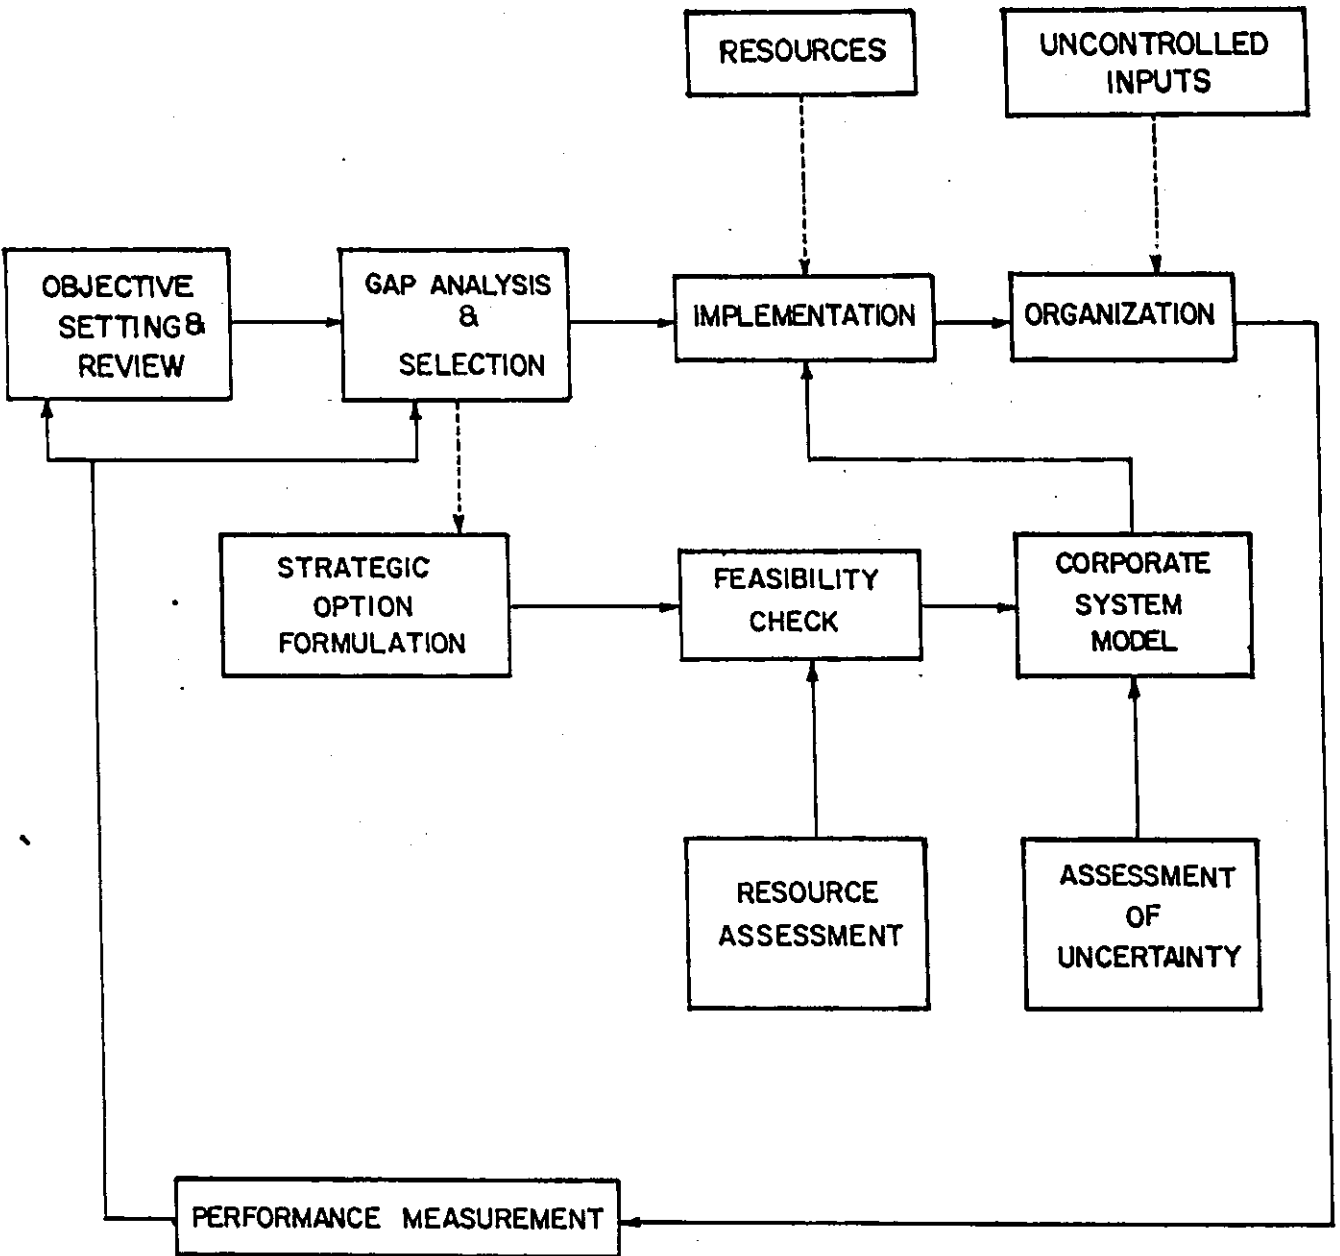 RESOURCES
UNCONTROLLED
INPUTS
OBJECTIVE
SETTING &
REVIEW
GAP ANALYSIS
&
SELECTION
IMPLEMENTATION
ORGANIZATION
STRATEGIC
OPTION
FORMULATION
FEASIBILITY
CHECK
CORPORATE
SYSTEM
MODEL
RESOURCE
ASSESSMENT
ASSESSMENT
OF
UNCERTAINTY
PERFORMANCE MEASUREMENT